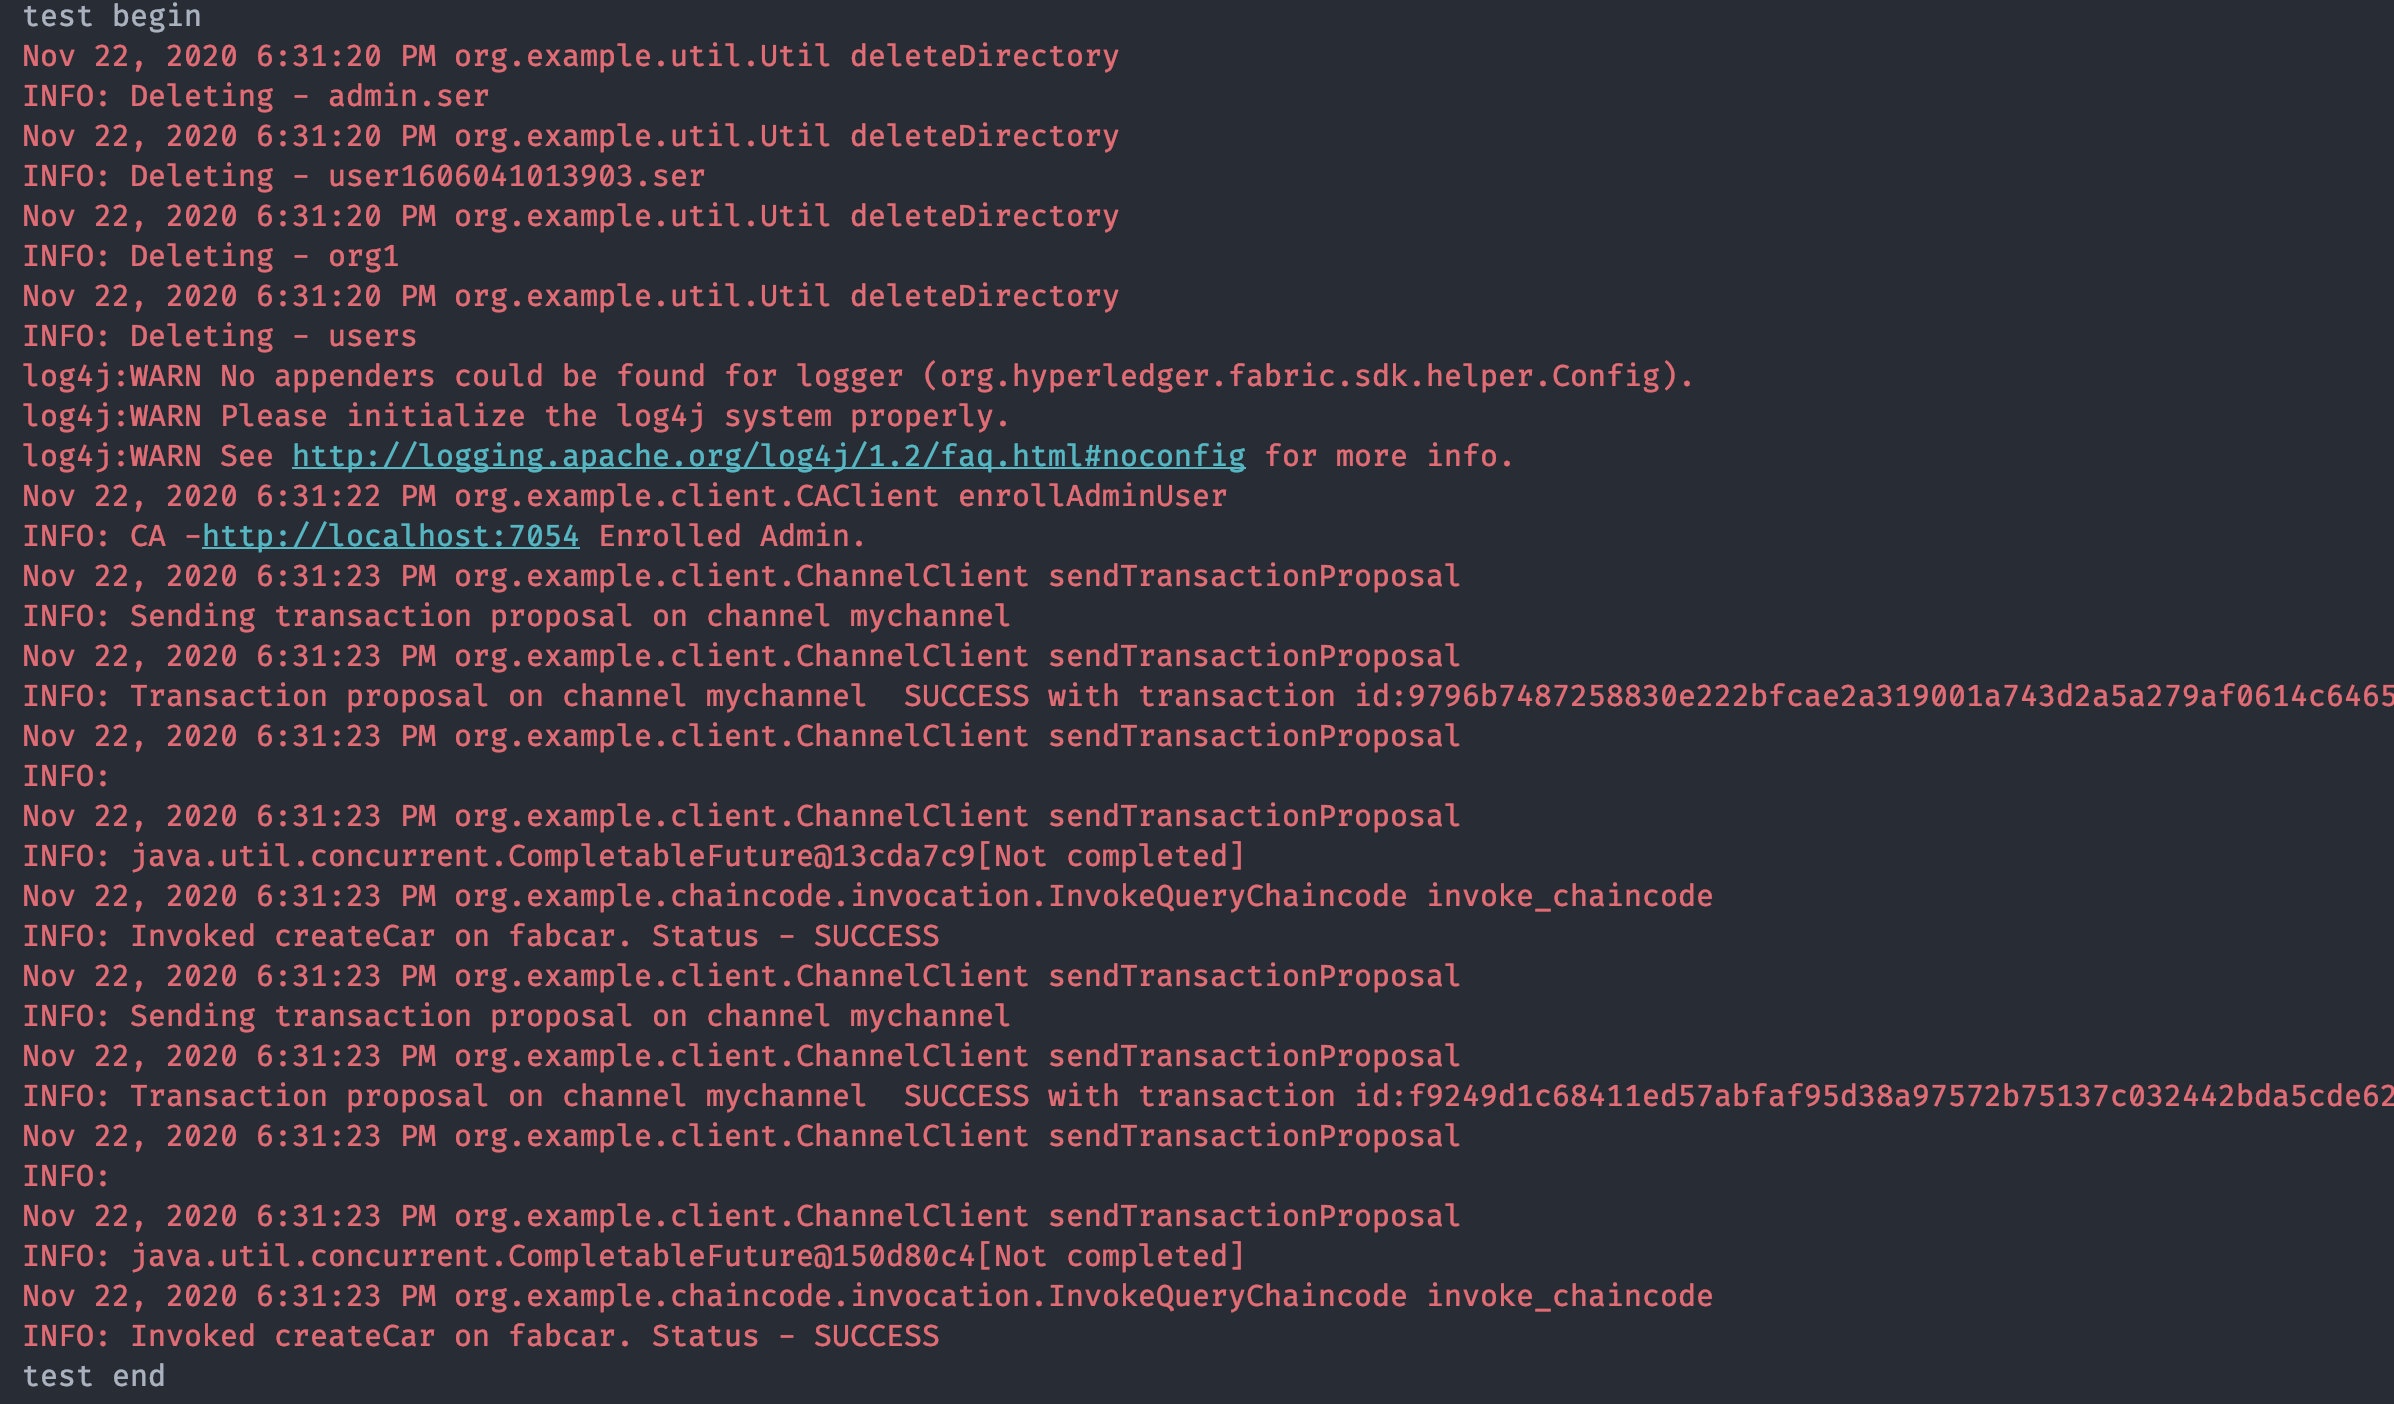 test begin
Nov 22, 2020 6:31:20 PM org.example.util.Util deleteDirectory
INFO: Deleting - admin.ser
Nov 22, 2020 6:31:20 PM org.example.util.Util deleteDirectory
INFO: Deleting - user1606041013903.ser
Nov 22, 2020 6:31:20 PM org.example.util.Util deleteDirectory
INFO: Deleting - org1
Nov 22, 2020 6:31:20 PM org.example.util.Util deleteDirectory
INFO: Deleting - users
log4j:WARN No appenders could be found for logger (org.hyperledger.fabric.sdk.helper.Config).
log4j:WARN Please initialize the log4j system properly.
log4j:WARN See http://logging.apache.org/log4j/1.2/faq.html#noconfig for more info.
Nov 22, 2020 6:31:22 PM org.example.client.CAClient enrollAdminUser
INFO: CA -http://localhost:7054 Enrolled Admin.
Nov 22, 2020 6:31:23 PM org.example.client.ChannelClient sendTransactionProposal
INFO: Sending transaction proposal on channel mychannel
Nov 22, 2020 6:31:23 PM org.example.client.ChannelClient sendTransactionProposal
INFO: Transaction proposal on channel mychannel  SUCCESS with transaction id:9796b7487258830e222bfcae2a319001a743d2a5a279af0614c6465
Nov 22, 2020 6:31:23 PM org.example.client.ChannelClient sendTransactionProposal
INFO:
Nov 22, 2020 6:31:23 PM org.example.client.ChannelClient sendTransactionProposal
INFO: java.util.concurrent.CompletableFuture@13cda7c9[Not completed]
Nov 22, 2020 6:31:23 PM org.example.chaincode.invocation.InvokeQueryChaincode invoke_chaincode
INFO: Invoked createCar on fabcar. Status - SUCCESS
Nov 22, 2020 6:31:23 PM org.example.client.ChannelClient sendTransactionProposal
INFO: Sending transaction proposal on channel mychannel
Nov 22, 2020 6:31:23 PM org.example.client.ChannelClient sendTransactionProposal
INFO: Transaction proposal on channel mychannel  SUCCESS with transaction id:f9249d1c68411ed57abfaf95d38a97572b75137c032442bda5cde62
Nov 22, 2020 6:31:23 PM org.example.client.ChannelClient sendTransactionProposal
INFO:
Nov 22, 2020 6:31:23 PM org.example.client.ChannelClient sendTransactionProposal
INFO: java.util.concurrent.CompletableFuture@150d80c4[Not completed]
Nov 22, 2020 6:31:23 PM org.example.chaincode.invocation.InvokeQueryChaincode invoke_chaincode
INFO: Invoked createCar on fabcar. Status - SUCCESS
test end